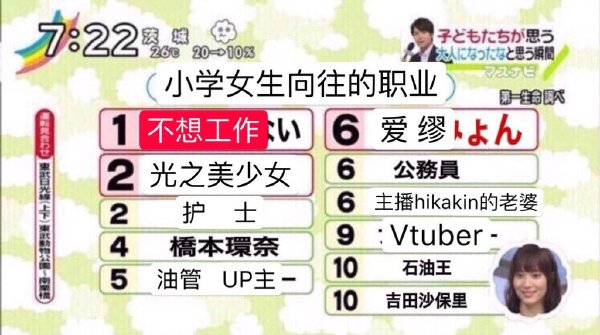 7:22
茨城
26℃ 20→10%
子どもたちが思う
大人になったなと思う瞬間
マスナビ
小学女生向往的职业
第一生命調べ
運転見合わせ
東武日光線(上下)東武動物公園~南栗橋
1 不想工作 ない
2 光之美少女
2 护 士
4 橋本環奈
5 油管 UP主ー
6 爱 缪 みょん
6 公務員
6 主播hikakin的老婆
9 Vtuber
10 石油王
10 吉田沙保里